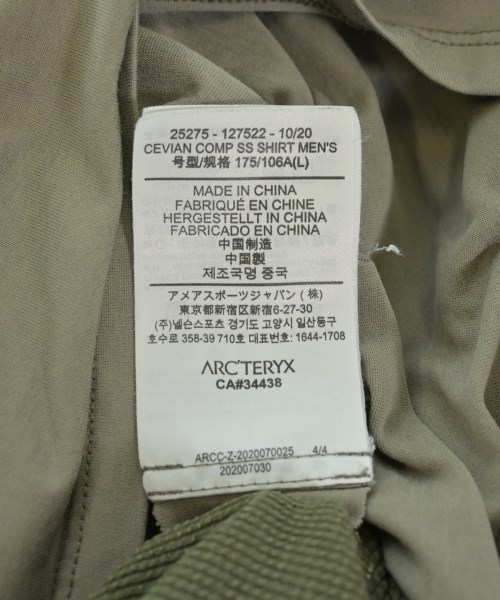 25275 - 127522 - 10/20
CEVIAN COMP SS SHIRT MEN'S
号型/规格 175/106A(L)
MADE IN CHINA
FABRIQUÉ EN CHINE
HERGESTELLT IN CHINA
FABRICADO EN CHINA
中国制造
中国製
제조국명 중국
アメアスポーツジャパン (株)
東京都新宿区新宿6-27-30
(주)넬슨스포츠 경기도 고양시 일산동구
호수로 358-39 710호 대표번호: 1644-1708
ARC'TERYX
CA#34438
ARCC-Z-2020070025 4/4
202007030